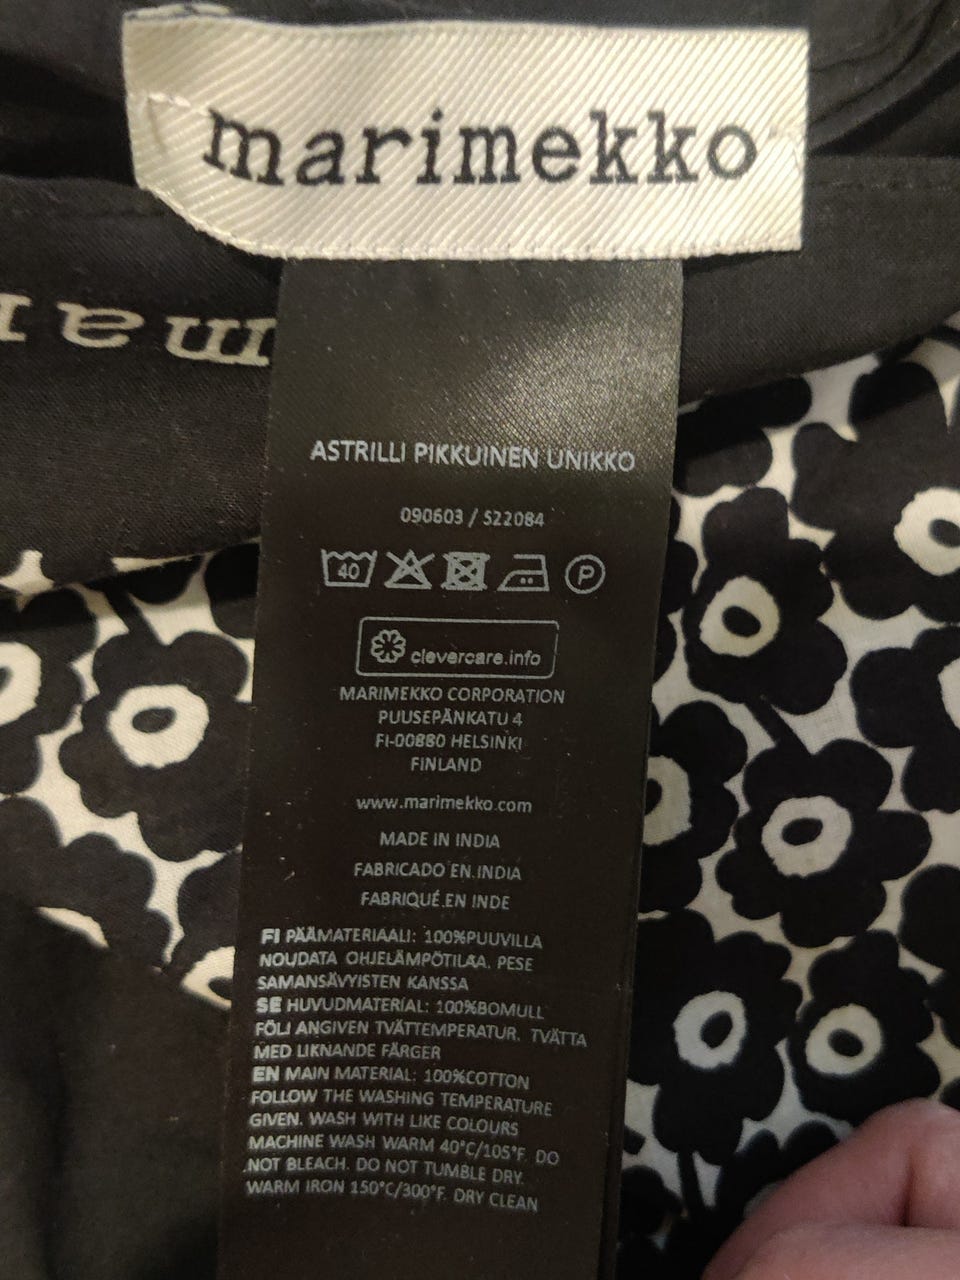 marimekko
mar
ASTRILLI PIKKUINEN UNIKKO
090603 / S22084
40 P
clevercare.info
MARIMEKKO CORPORATION
PUUSEPÄNKATU 4
FI-00880 HELSINKI
FINLAND
www.marimekko.com
MADE IN INDIA
FABRICADO EN INDIA
FABRIQUÉ EN INDE
FI PÄÄMATERIAALI: 100%PUUVILLA
NOUDATA OHJELÄMPÖTILAA. PESE
SAMANSÄVYISTEN KANSSA
SE HUVUDMATERIAL: 100%BOMULL
FÖLJ ANGIVEN TVÄTTEMPERATUR. TVÄTTA
MED LIKNANDE FÄRGER
EN MAIN MATERIAL: 100%COTTON
FOLLOW THE WASHING TEMPERATURE
GIVEN. WASH WITH LIKE COLOURS
MACHINE WASH WARM 40°C/105°F. DO
NOT BLEACH. DO NOT TUMBLE DRY.
WARM IRON 150°C/300°F. DRY CLEAN